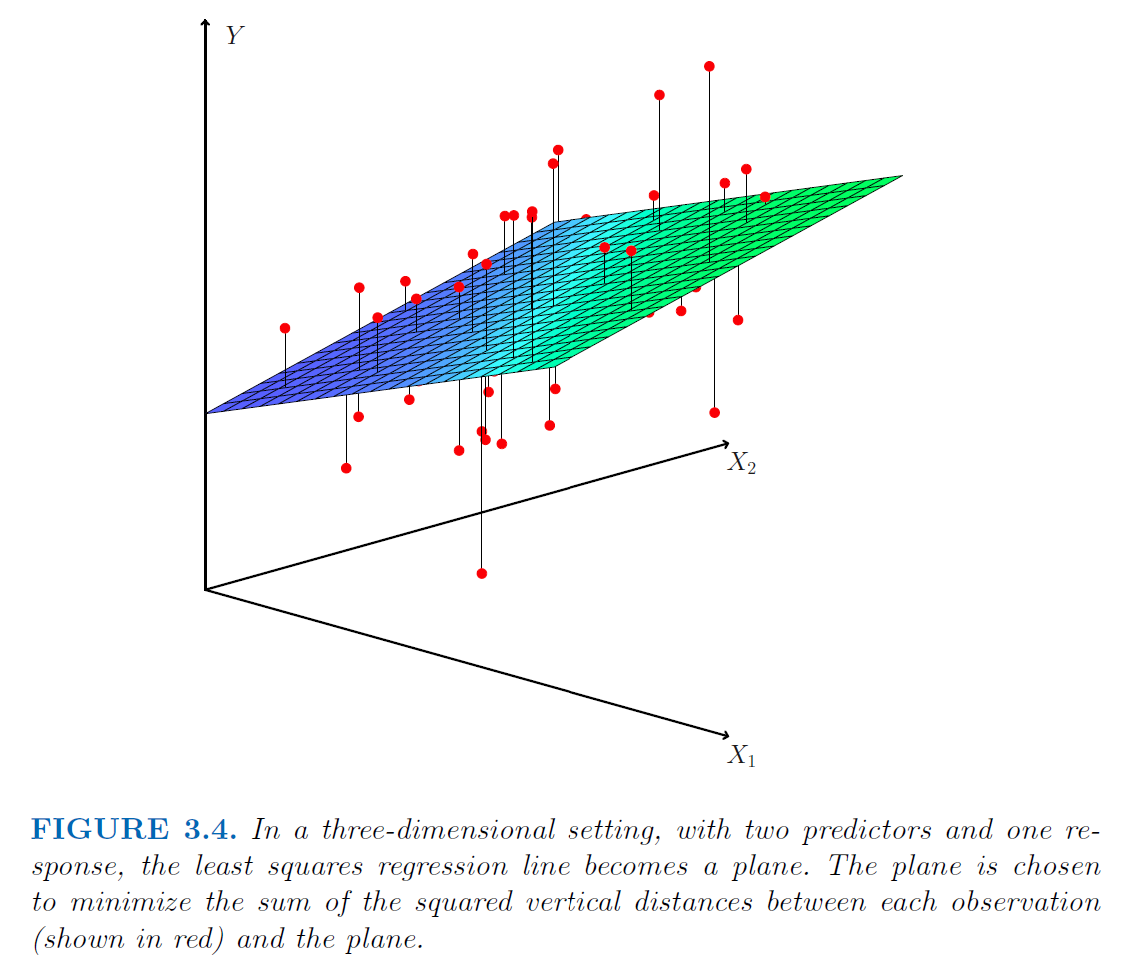 Y
X₂
X₁
FIGURE 3.4. In a three-dimensional setting, with two predictors and one re-
sponse, the least squares regression line becomes a plane. The plane is chosen
to minimize the sum of the squared vertical distances between each observation
(shown in red) and the plane.